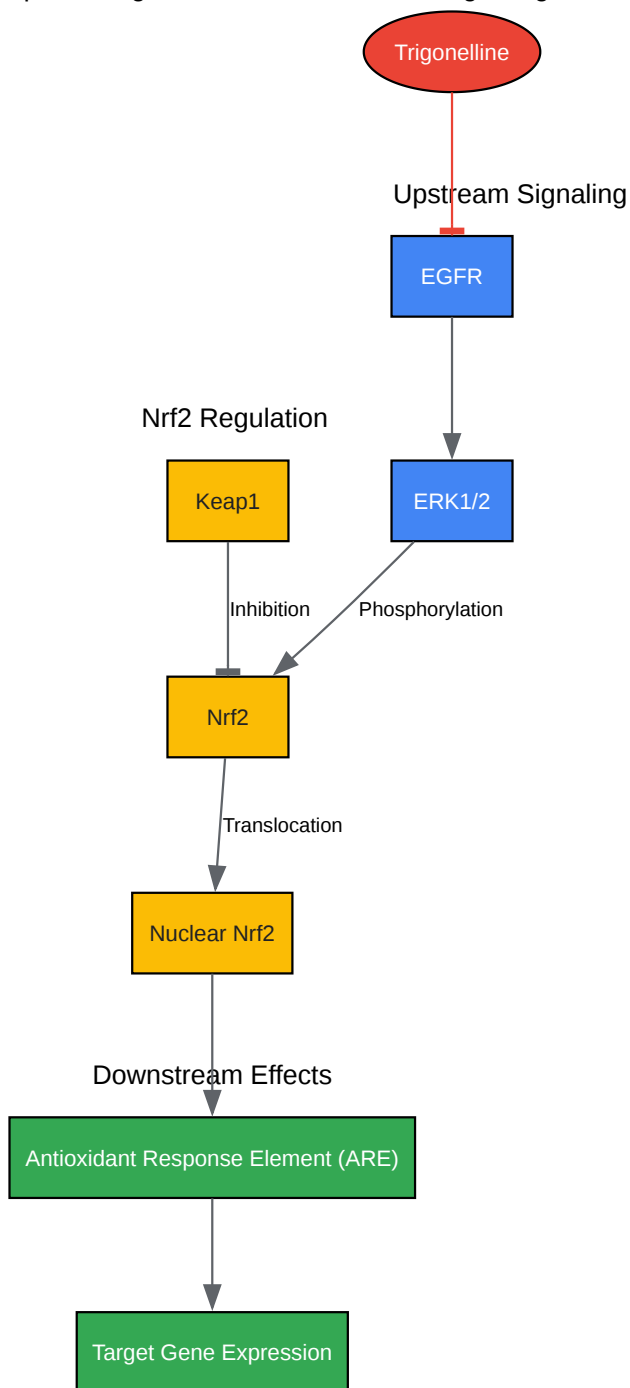 Trigonelline
Upstream Signaling
EGFR
Nrf2 Regulation
Keap1
ERK1/2
Inhibition
Phosphorylation
Nrf2
Translocation
Nuclear Nrf2
Downstream Effects
Antioxidant Response Element (ARE)
Target Gene Expression